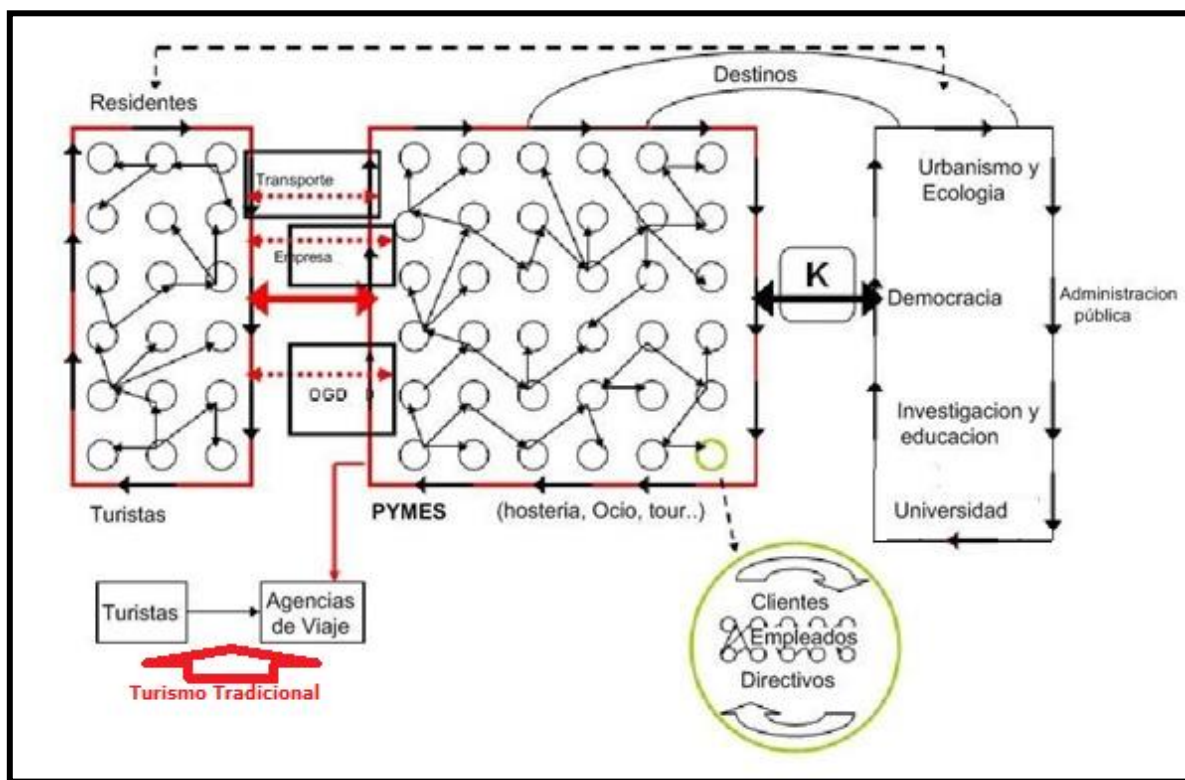 Destinos
Residentes
Transporte
Empresa
OGD
Turistas
PYMES
(hosteria, Ocio, tour..)
K
Urbanismo y
Ecologia
Democracia
Administracion
pública
Investigacion y
educacion
Universidad
Turistas
Agencias
de Viaje
Turismo Tradicional
Clientes
Empleados
Directivos